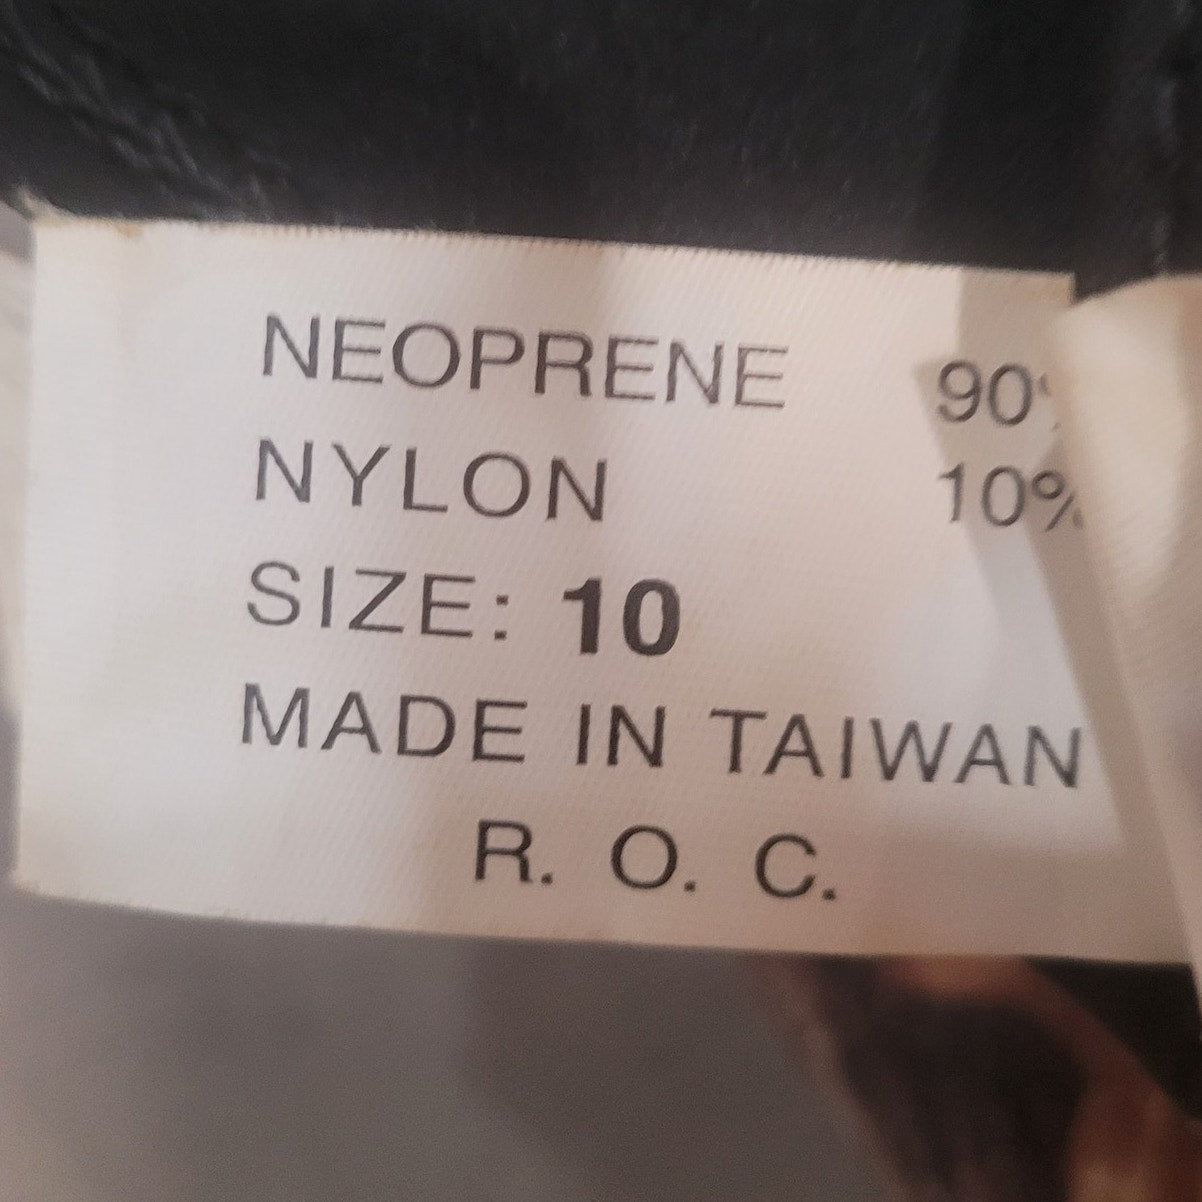 NEOPRENE 90%
NYLON 10%
SIZE: 10
MADE IN TAIWAN
R. O. C.